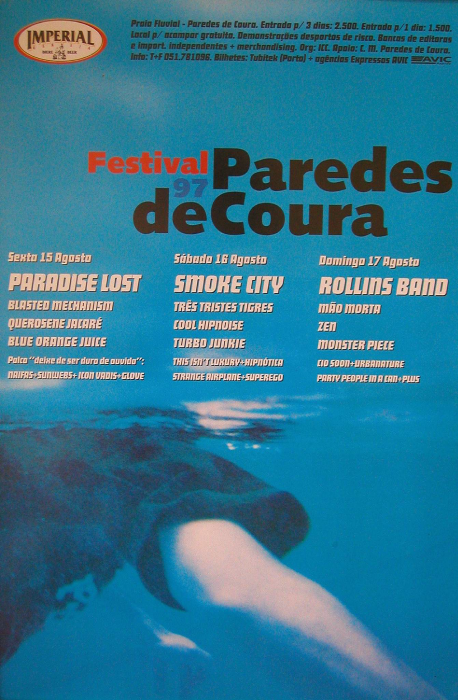 IMPERIAL
Praia Fluvial - Paredes de Coura. Entrada p/ 3 dias: 2.500. Entrada p/1 dia: 1.500.
Local p/ acampar gratuito. Demonstrações desportos de risco. Bancas de editoras
e import. independentes + merchandising. Org: ICC. Apoio: C. M. Paredes de Coura.
Info: T+F 051.781096. Bilhetes: Tubitek (Porto) + agências Expressos AVIC AVIC
Festival 97 Paredes
de Coura
Sexta 15 Agosto
PARADISE LOST
BLASTED MECHANISM
QUEROSENE JACARÉ
BLUE ORANGE JUICE
Palco "deixe de ser duro de ouvido":
NAIFAS+SUNWEBS+ ICON VADIS+GLOVE
Sábado 16 Agosto
SMOKE CITY
TRÊS TRISTES TIGRES
COOL HIPNOISE
TURBO JUNKIE
THIS ISN'T LUXURY+HIPNÓTICA
STRANGE AIRPLANE+SUPEREGO
Domingo 17 Agosto
ROLLINS BAND
MÃO MORTA
ZEN
MONSTER PIECE
CIO SOON+URBANATURE
PARTY PEOPLE IN A CAN+PLUS